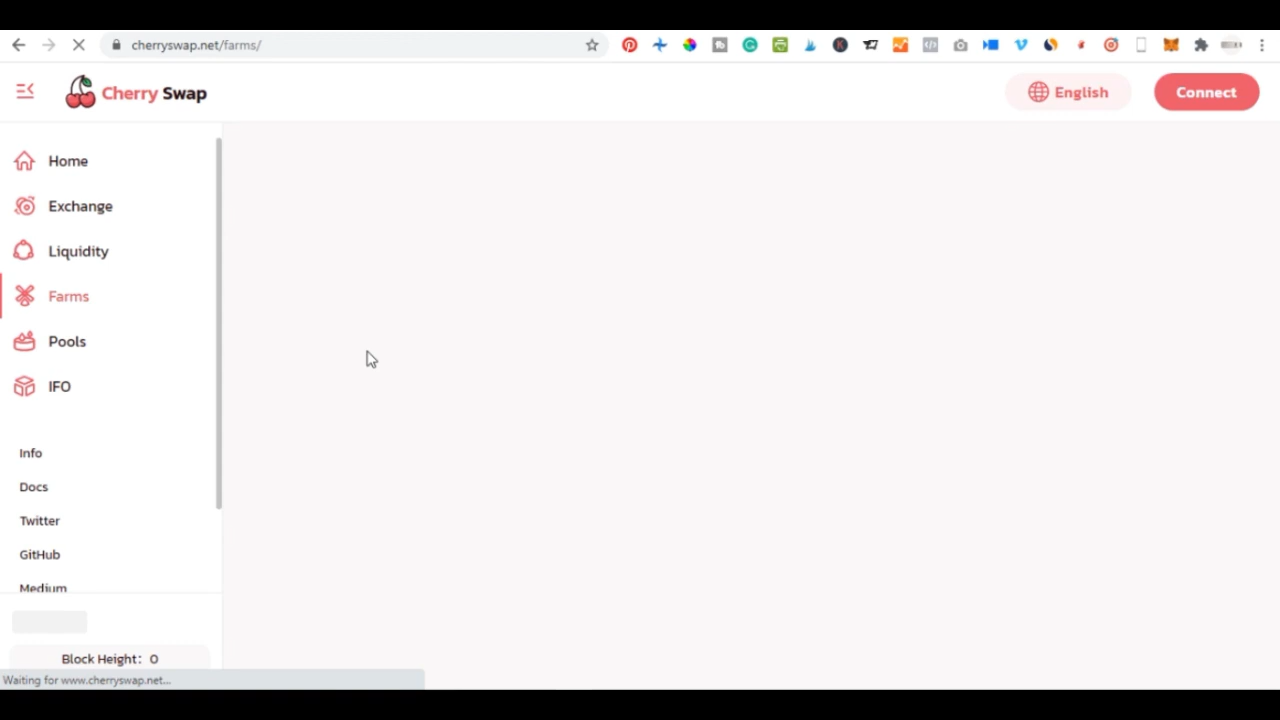 cherryswap.net/farms/
Cherry Swap
English
Connect
Home
Exchange
Liquidity
Farms
Pools
IFO
Info
Docs
Twitter
GitHub
Medium
Block Height: 0
Waiting for www.cherryswap.net...